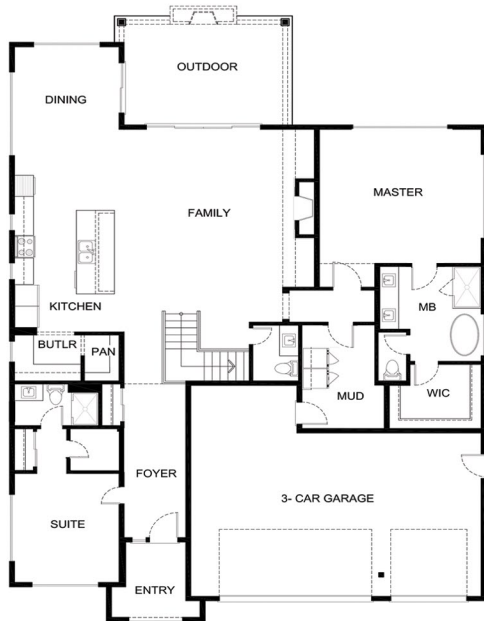 OUTDOOR
DINING
MASTER
FAMILY
KITCHEN
MB
BUTLR
PAN
WIC
MUD
FOYER
3- CAR GARAGE
SUITE
ENTRY